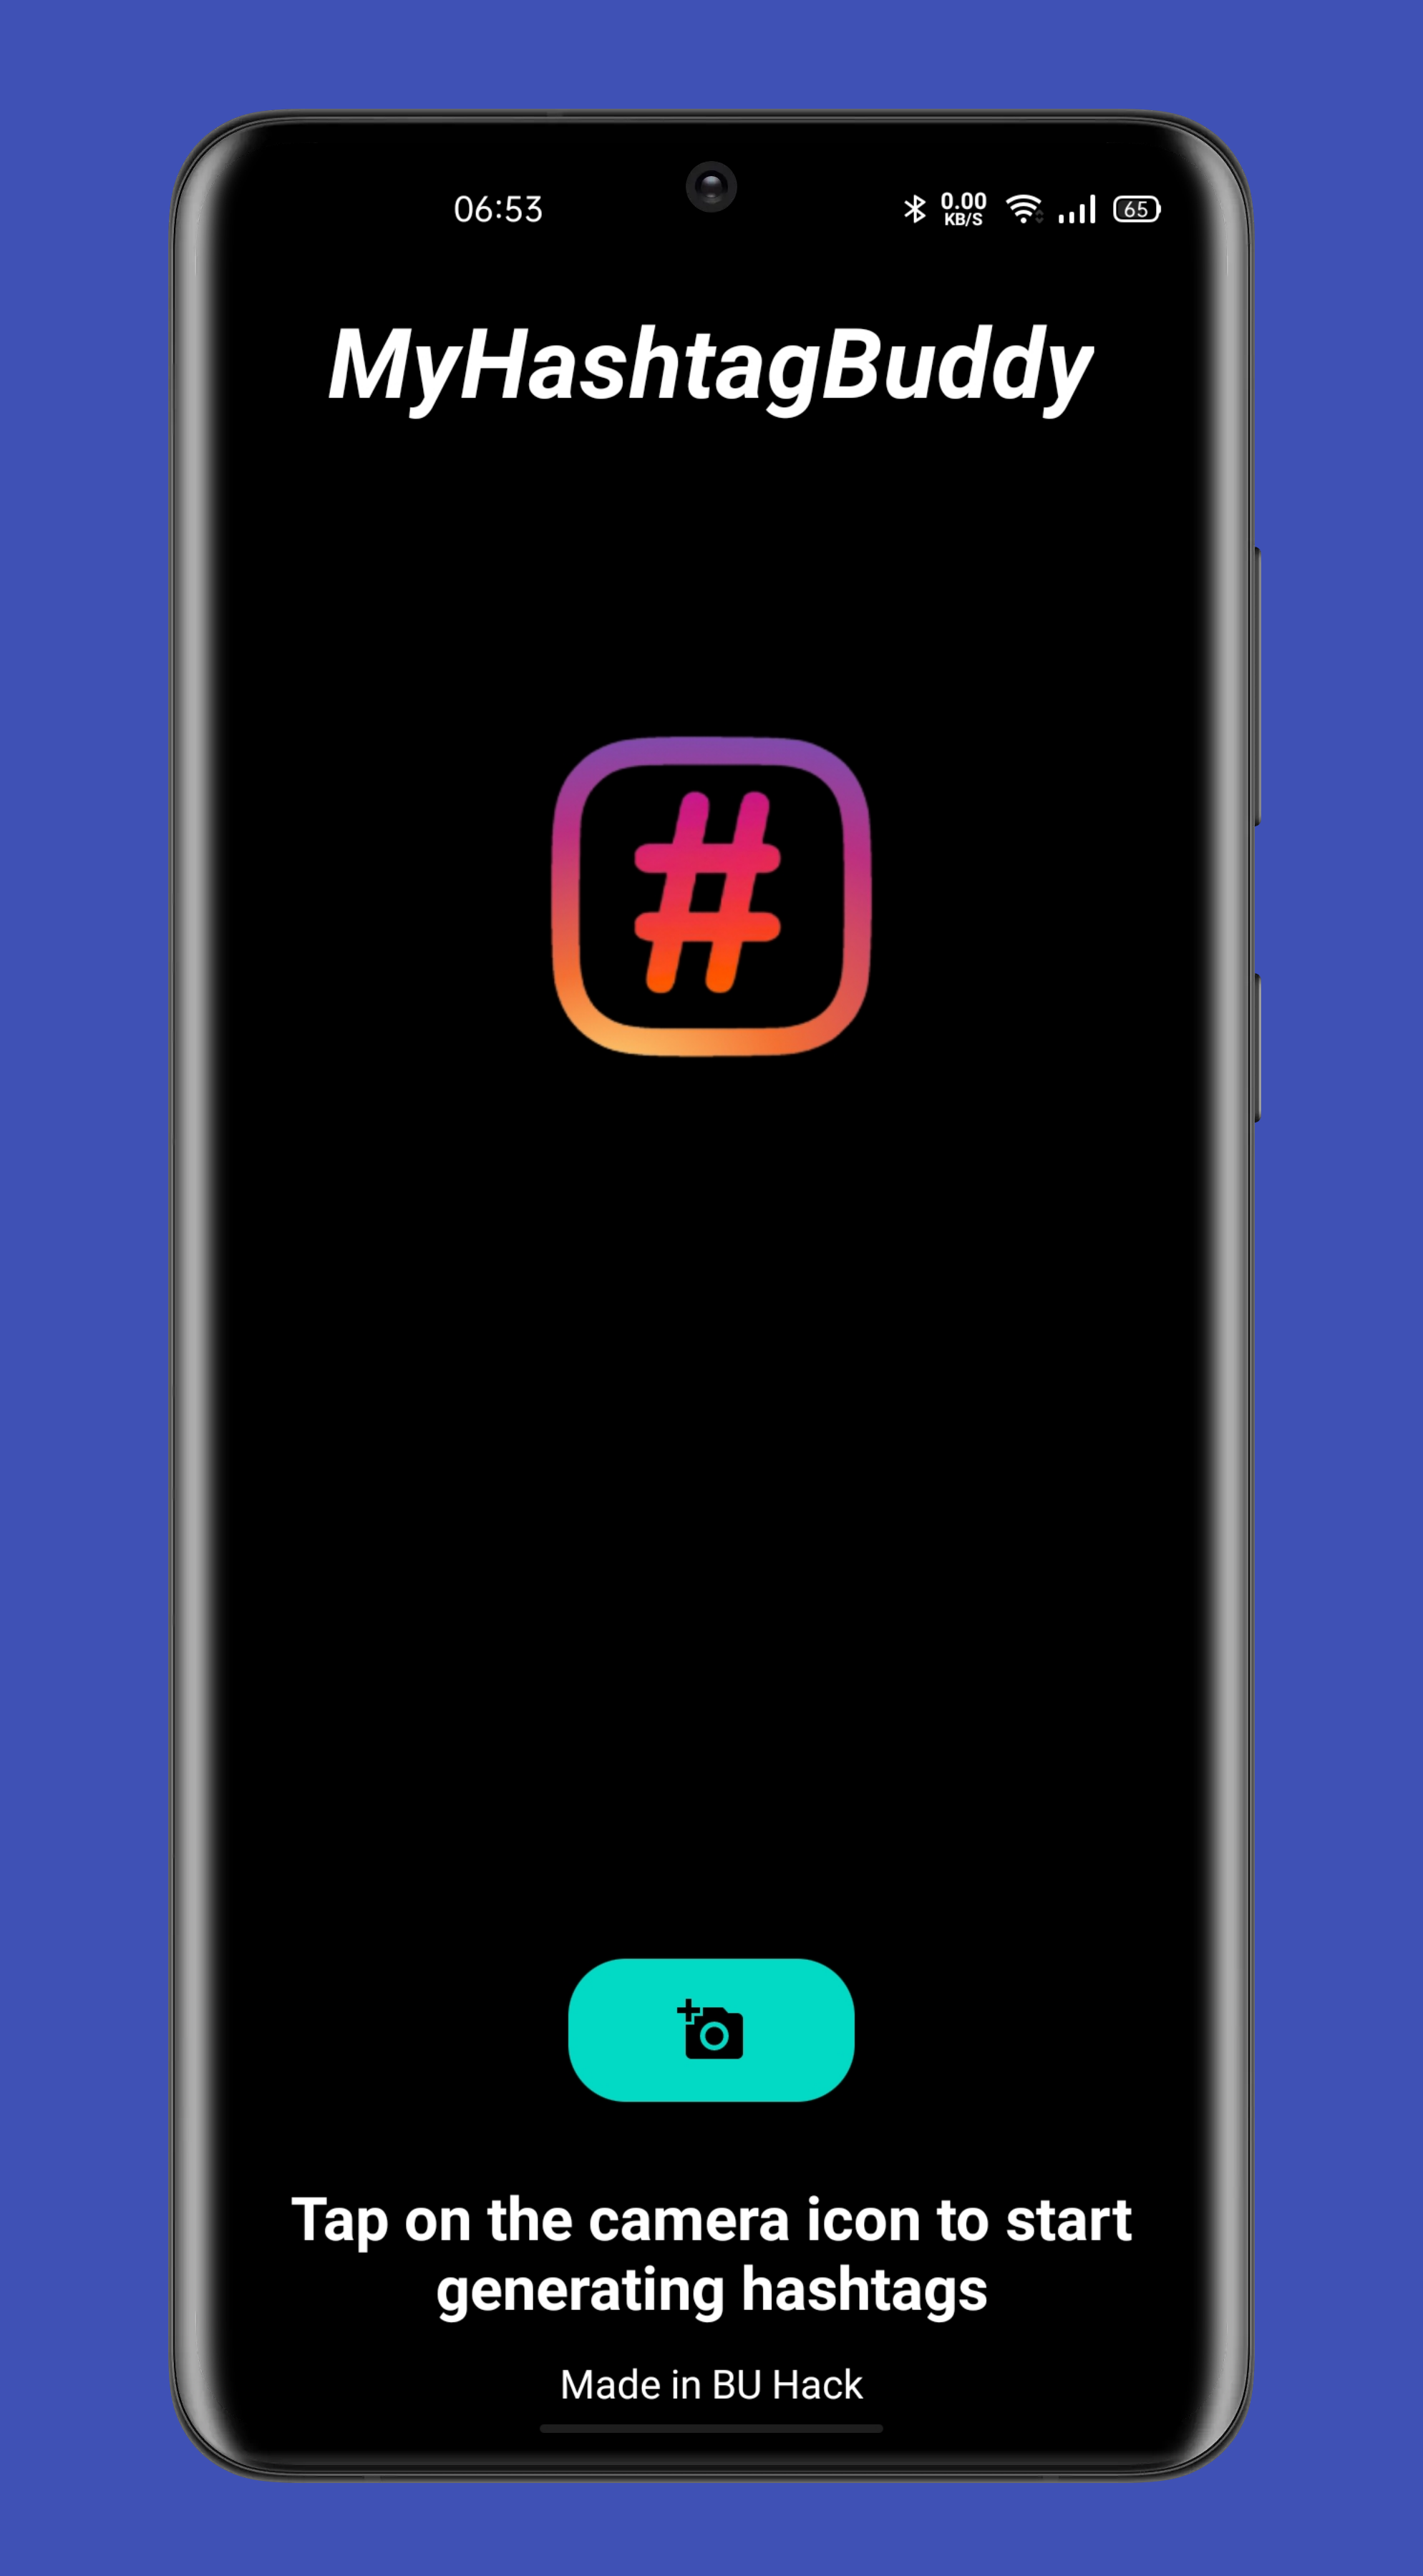 06:53
0.00
KB/S
65
MyHashtagBuddy
#
Tap on the camera icon to start
generating hashtags
Made in BU Hack